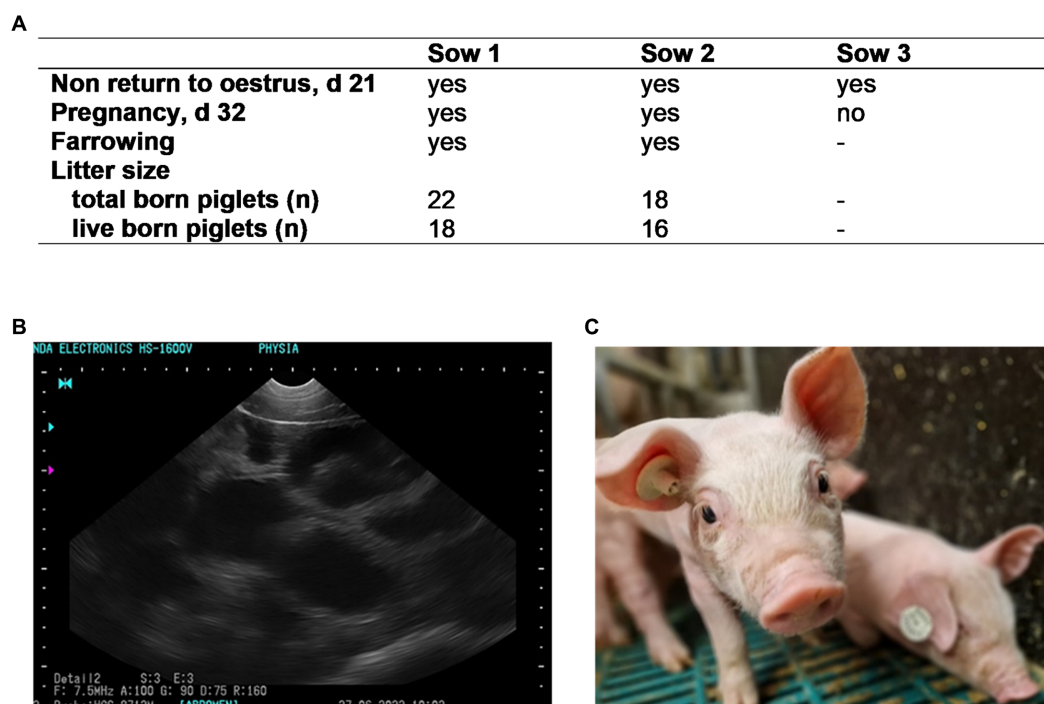 A
Sow 1 Sow 2 Sow 3
Non return to oestrus, d 21 yes yes yes
Pregnancy, d 32 yes yes no
Farrowing yes yes -
Litter size
total born piglets (n) 22 18 -
live born piglets (n) 18 16 -
B
C
NDA ELECTRONICS HS-1600V PHYSIA
Detail2 S:3 E:3
F: 7.5MHz A:100 G: 90 D:75 R:160